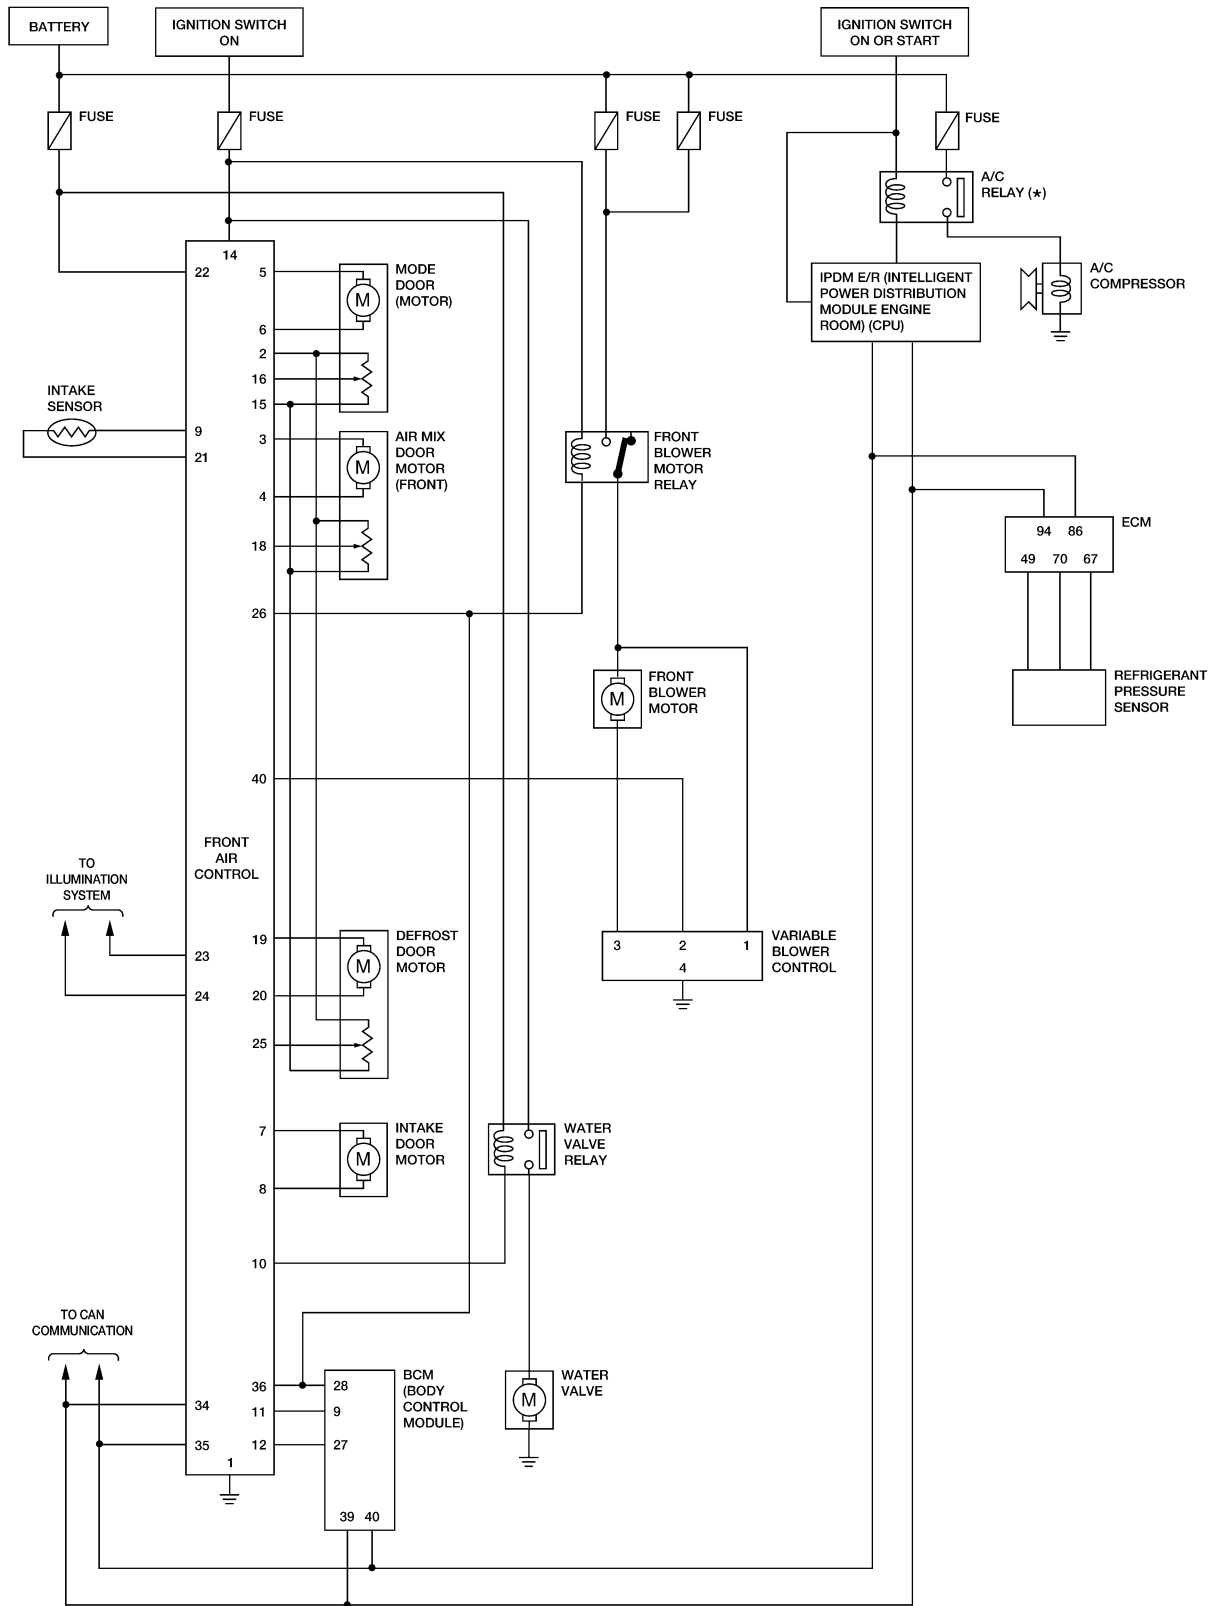 BATTERY
IGNITION SWITCH
ON
IGNITION SWITCH
ON OR START
FUSE
FUSE
FUSE
FUSE
FUSE
A/C
RELAY (*)
14
22
5
MODE
DOOR
(MOTOR)
M
6
2
16
15
IPDM E/R (INTELLIGENT
POWER DISTRIBUTION
MODULE ENGINE
ROOM) (CPU)
A/C
COMPRESSOR
INTAKE
SENSOR
9
21
3
AIR MIX
DOOR
MOTOR
(FRONT)
M
4
18
26
FRONT
BLOWER
MOTOR
RELAY
ECM
94 86
49 70 67
REFRIGERANT
PRESSURE
SENSOR
FRONT
BLOWER
MOTOR
M
40
FRONT
AIR
CONTROL
TO
ILLUMINATION
SYSTEM
23
24
19
DEFROST
DOOR
MOTOR
M
20
25
3 2 1
4
VARIABLE
BLOWER
CONTROL
7
INTAKE
DOOR
MOTOR
M
8
WATER
VALVE
RELAY
10
TO CAN
COMMUNICATION
34
35
36
11
12
1
28
9
27
39 40
BCM
(BODY
CONTROL
MODULE)
WATER
VALVE
M